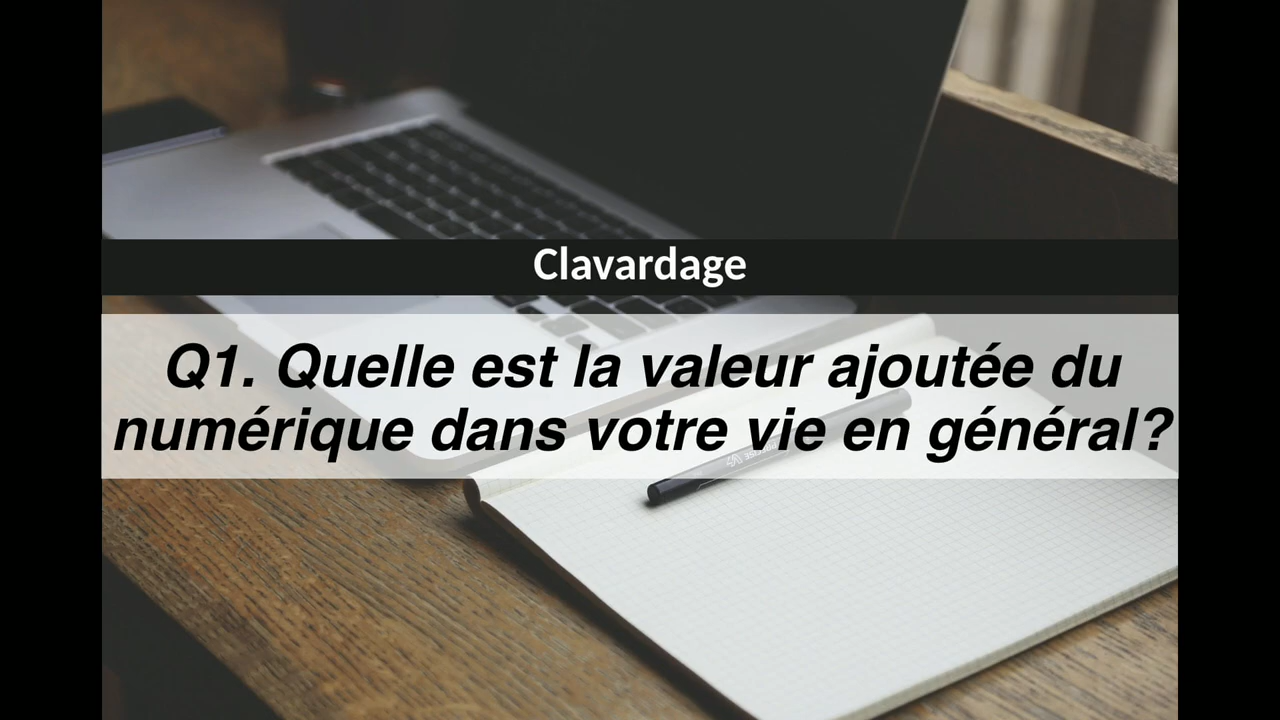 Clavardage
Q1. Quelle est la valeur ajoutée du
numérique dans votre vie en général?